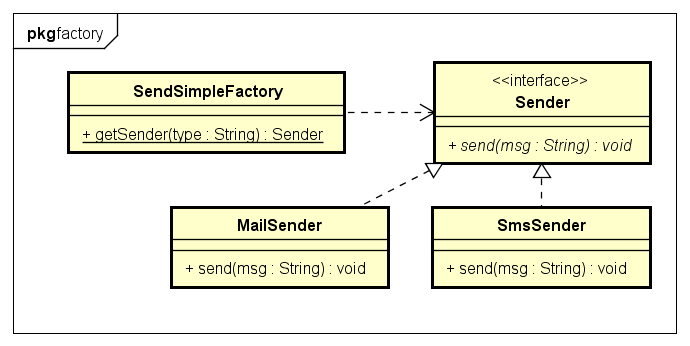 pkgfactory
SendSimpleFactory
+ getSender(type : String) : Sender
<<interface>>
Sender
+ send(msg : String) : void
MailSender
+ send(msg : String) : void
SmsSender
+ send(msg : String) : void